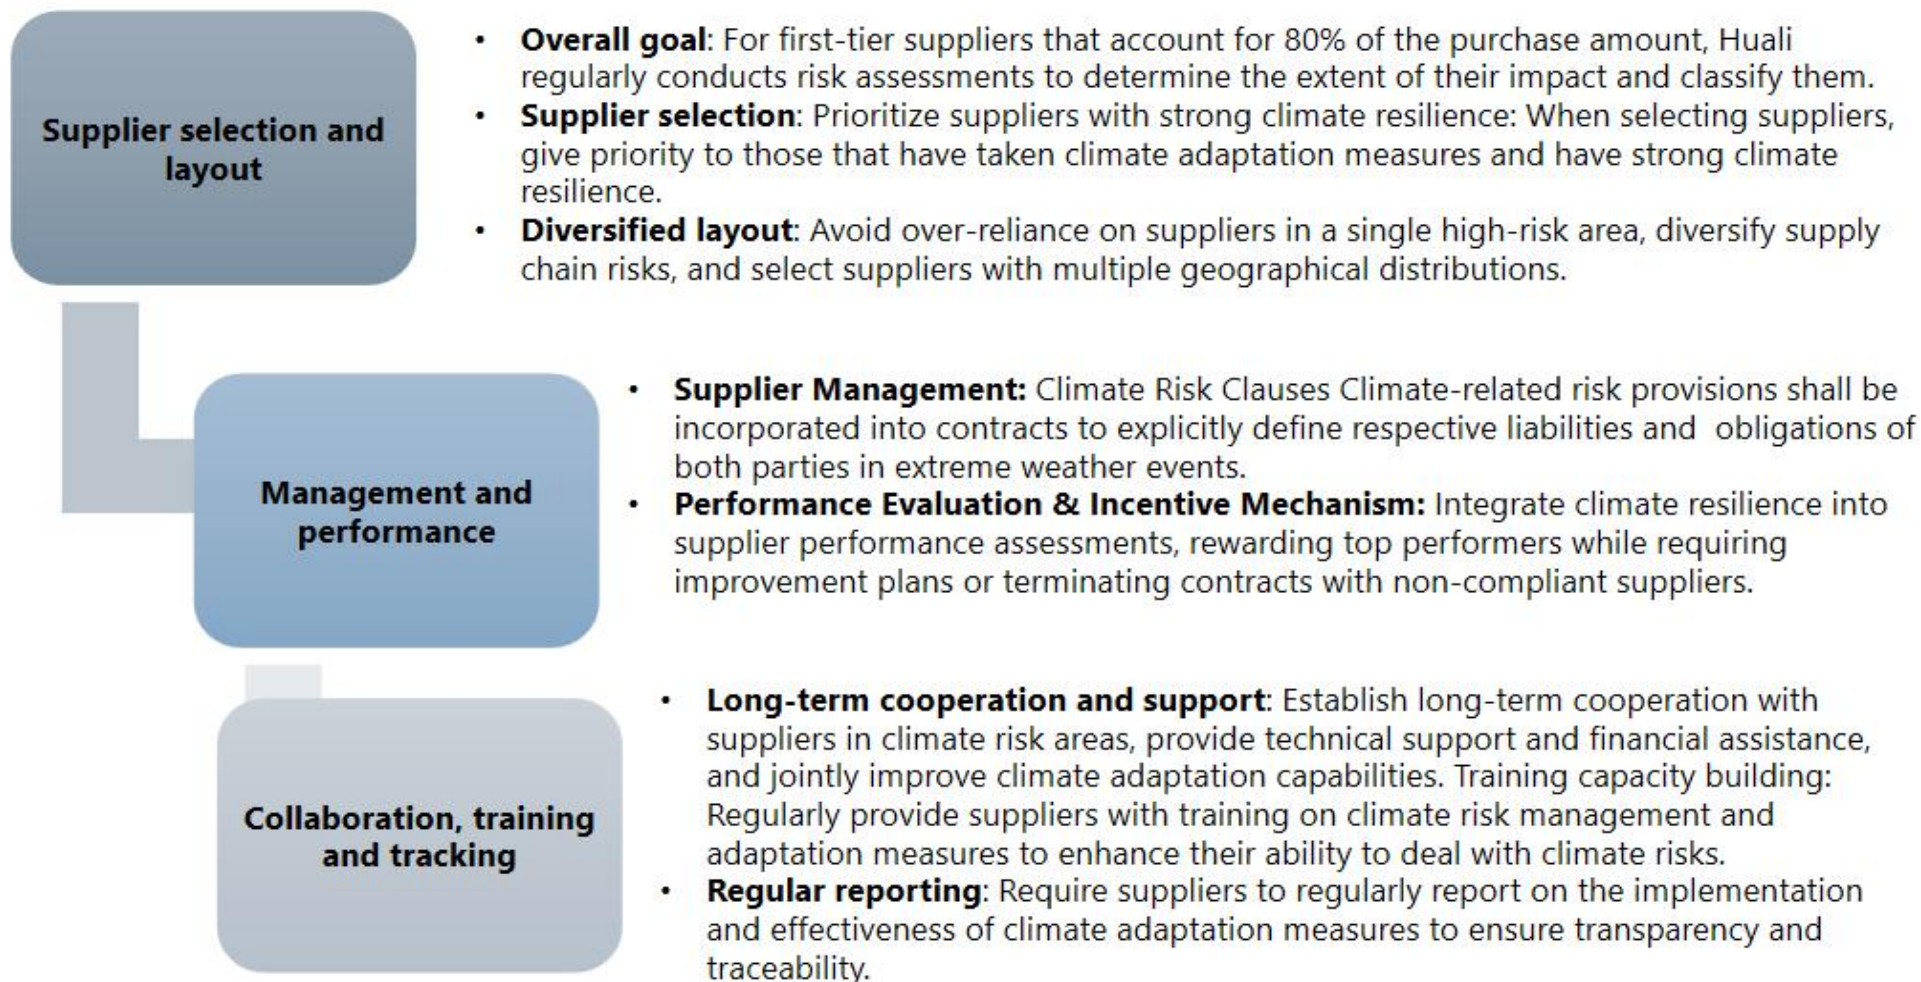 Supplier selection and
layout
• Overall goal: For first-tier suppliers that account for 80% of the purchase amount, Huali
regularly conducts risk assessments to determine the extent of their impact and classify them.
• Supplier selection: Prioritize suppliers with strong climate resilience: When selecting suppliers,
give priority to those that have taken climate adaptation measures and have strong climate
resilience.
• Diversified layout: Avoid over-reliance on suppliers in a single high-risk area, diversify supply
chain risks, and select suppliers with multiple geographical distributions.
Management and
performance
• Supplier Management: Climate Risk Clauses Climate-related risk provisions shall be
incorporated into contracts to explicitly define respective liabilities and obligations of
both parties in extreme weather events.
• Performance Evaluation & Incentive Mechanism: Integrate climate resilience into
supplier performance assessments, rewarding top performers while requiring
improvement plans or terminating contracts with non-compliant suppliers.
Collaboration, training
and tracking
• Long-term cooperation and support: Establish long-term cooperation with
suppliers in climate risk areas, provide technical support and financial assistance,
and jointly improve climate adaptation capabilities. Training capacity building:
Regularly provide suppliers with training on climate risk management and
adaptation measures to enhance their ability to deal with climate risks.
• Regular reporting: Require suppliers to regularly report on the implementation
and effectiveness of climate adaptation measures to ensure transparency and
traceability.